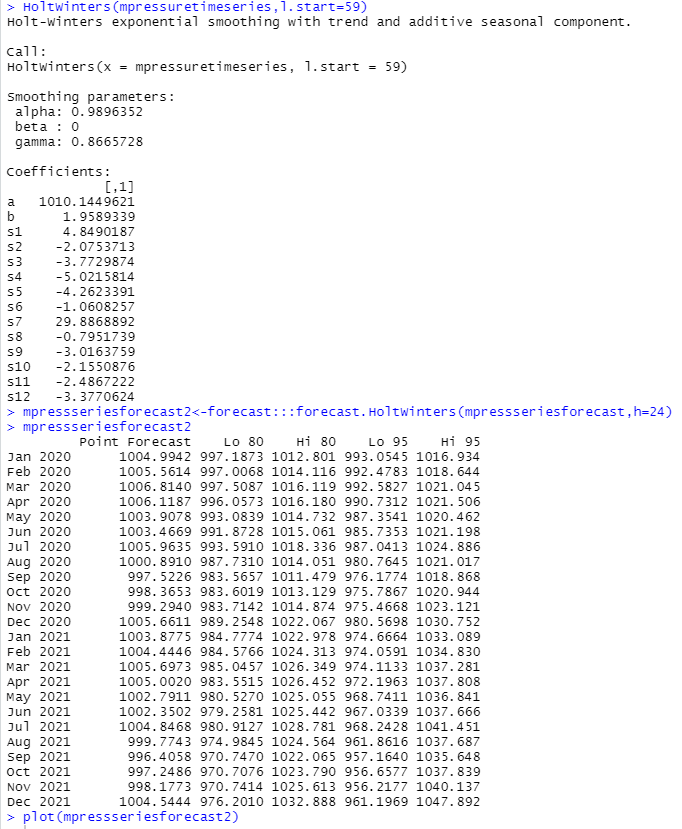 > HoltWinters(mpressuretimeseries,l.start=59)
Holt-Winters exponential smoothing with trend and additive seasonal component.

Call:
HoltWinters(x = mpressuretimeseries, l.start = 59)

Smoothing parameters:
 alpha: 0.9896352
 beta : 0
 gamma: 0.8665728

Coefficients:
            [,1]
a   1010.1449621
b      1.9589339
s1     4.8490187
s2    -2.0753713
s3    -3.7729874
s4    -5.0215814
s5    -4.2623391
s6    -1.0608257
s7    29.8868892
s8    -0.7951739
s9    -3.0163759
s10   -2.1550876
s11   -2.4867222
s12   -3.3770624
> mpressseriesforecast2<-forecast:::forecast.HoltWinters(mpressseriesforecast,h=24)
> mpressseriesforecast2
         Point Forecast    Lo 80    Hi 80    Lo 95    Hi 95
Jan 2020      1004.9942 997.1873 1012.801 993.0545 1016.934
Feb 2020      1005.5614 997.0068 1014.116 992.4783 1018.644
Mar 2020      1006.8140 997.5087 1016.119 992.5827 1021.045
Apr 2020      1006.1187 996.0573 1016.180 990.7312 1021.506
May 2020      1003.9078 993.0839 1014.732 987.3541 1020.462
Jun 2020      1003.4669 991.8728 1015.061 985.7353 1021.198
Jul 2020      1005.9635 993.5910 1018.336 987.0413 1024.886
Aug 2020      1000.8910 987.7310 1014.051 980.7645 1021.017
Sep 2020       997.5226 983.5657 1011.479 976.1774 1018.868
Oct 2020       998.3653 983.6019 1013.129 975.7867 1020.944
Nov 2020       999.2940 983.7142 1014.874 975.4668 1023.121
Dec 2020      1005.6611 989.2548 1022.067 980.5698 1030.752
Jan 2021      1003.8775 984.7774 1022.978 974.6664 1033.089
Feb 2021      1004.4446 984.5766 1024.313 974.0591 1034.830
Mar 2021      1005.6973 985.0457 1026.349 974.1133 1037.281
Apr 2021      1005.0020 983.5515 1026.452 972.1963 1037.808
May 2021      1002.7911 980.5270 1025.055 968.7411 1036.841
Jun 2021      1002.3502 979.2581 1025.442 967.0339 1037.666
Jul 2021      1004.8468 980.9127 1028.781 968.2428 1041.451
Aug 2021       999.7743 974.9845 1024.564 961.8616 1037.687
Sep 2021       996.4058 970.7470 1022.065 957.1640 1035.648
Oct 2021       997.2486 970.7076 1023.790 956.6577 1037.839
Nov 2021       998.1773 970.7414 1025.613 956.2177 1040.137
Dec 2021      1004.5444 976.2010 1032.888 961.1969 1047.892
> plot(mpressseriesforecast2)